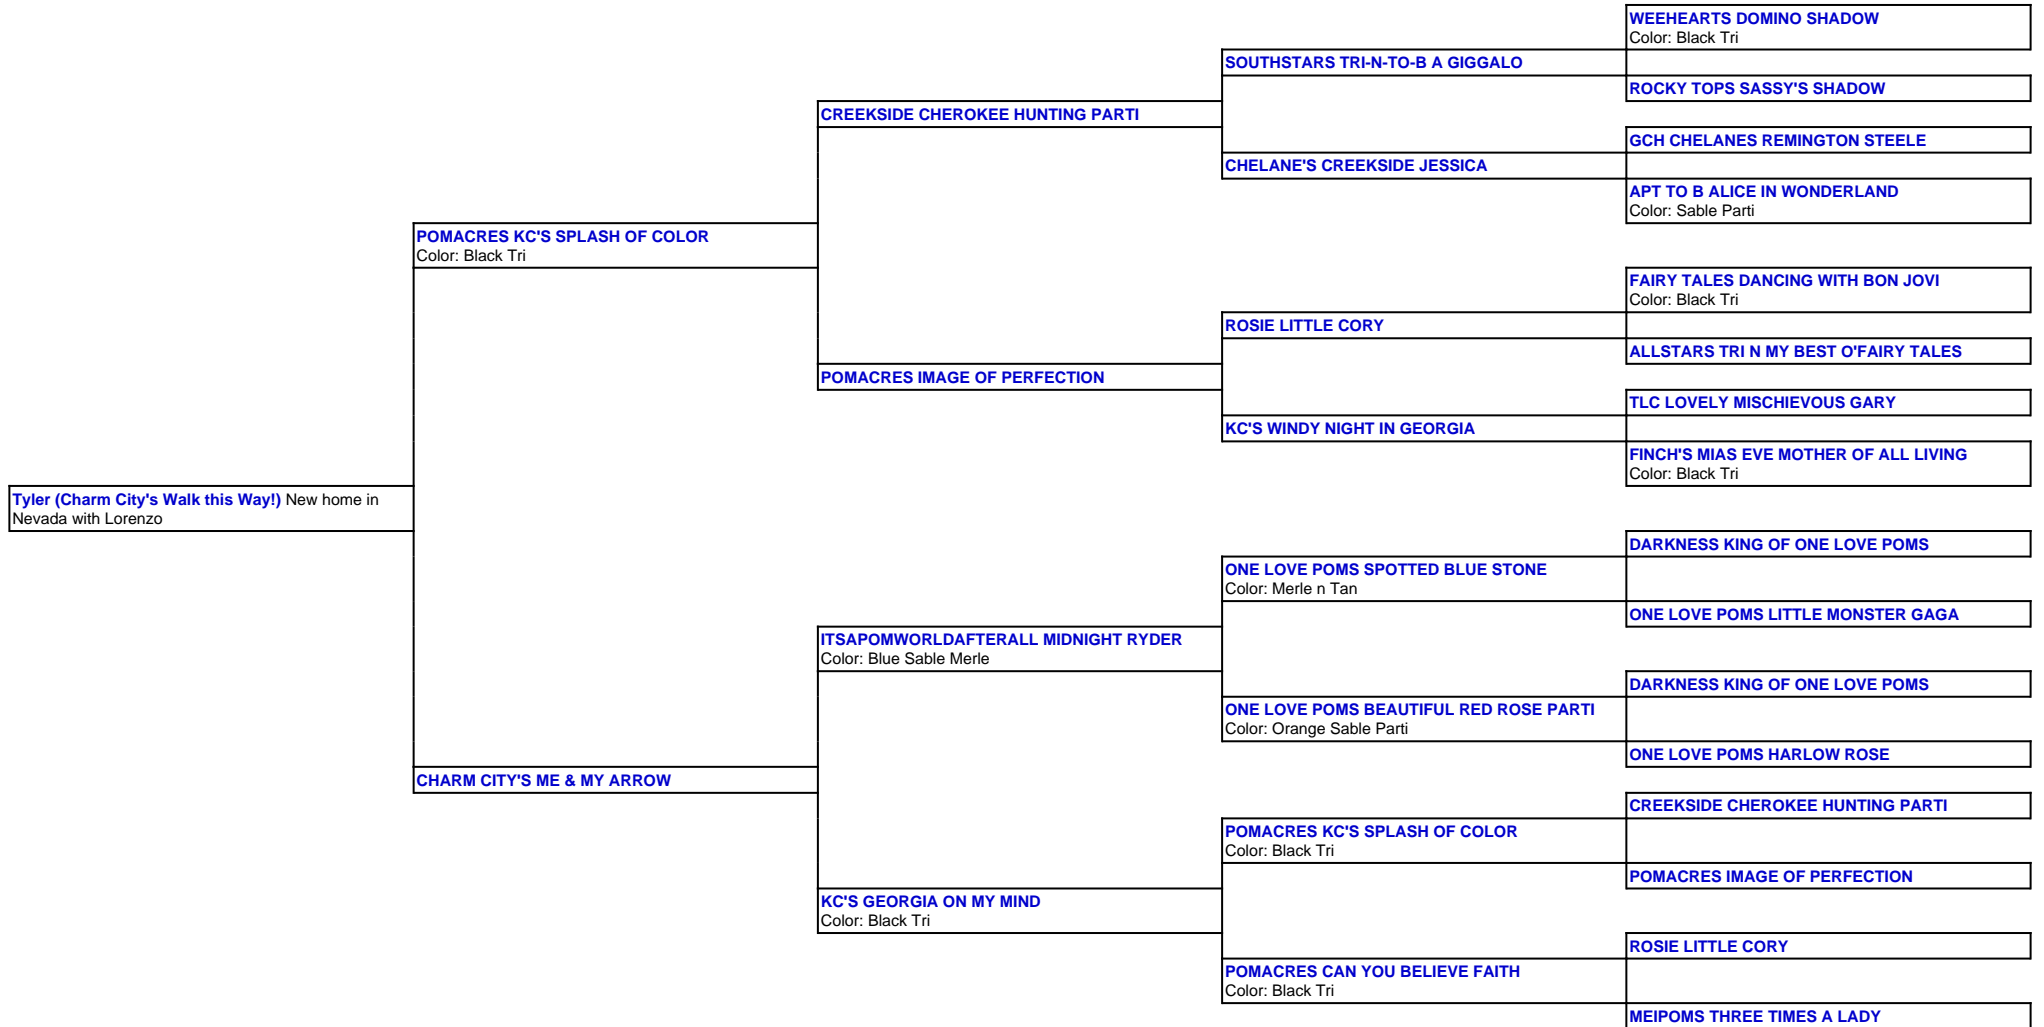 WEEHEARTS DOMINO SHADOW
Color: Black Tri
SOUTHSTARS TRI-N-TO-B A GIGGALO
ROCKY TOPS SASSY'S SHADOW
CREEKSIDE CHEROKEE HUNTING PARTI
GCH CHELANES REMINGTON STEELE
CHELANE'S CREEKSIDE JESSICA
APT TO B ALICE IN WONDERLAND
Color: Sable Parti
POMACRES KC'S SPLASH OF COLOR
Color: Black Tri
FAIRY TALES DANCING WITH BON JOVI
Color: Black Tri
ROSIE LITTLE CORY
ALLSTARS TRI N MY BEST O'FAIRY TALES
POMACRES IMAGE OF PERFECTION
TLC LOVELY MISCHIEVOUS GARY
KC'S WINDY NIGHT IN GEORGIA
FINCH'S MIAS EVE MOTHER OF ALL LIVING
Color: Black Tri
Tyler (Charm City's Walk this Way!) New home in
Nevada with Lorenzo
DARKNESS KING OF ONE LOVE POMS
ONE LOVE POMS SPOTTED BLUE STONE
Color: Merle n Tan
ONE LOVE POMS LITTLE MONSTER GAGA
ITSAPOMWORLDAFTERALL MIDNIGHT RYDER
Color: Blue Sable Merle
DARKNESS KING OF ONE LOVE POMS
ONE LOVE POMS BEAUTIFUL RED ROSE PARTI
Color: Orange Sable Parti
ONE LOVE POMS HARLOW ROSE
CHARM CITY'S ME & MY ARROW
CREEKSIDE CHEROKEE HUNTING PARTI
POMACRES KC'S SPLASH OF COLOR
Color: Black Tri
POMACRES IMAGE OF PERFECTION
KC'S GEORGIA ON MY MIND
Color: Black Tri
ROSIE LITTLE CORY
POMACRES CAN YOU BELIEVE FAITH
Color: Black Tri
MEIPOMS THREE TIMES A LADY